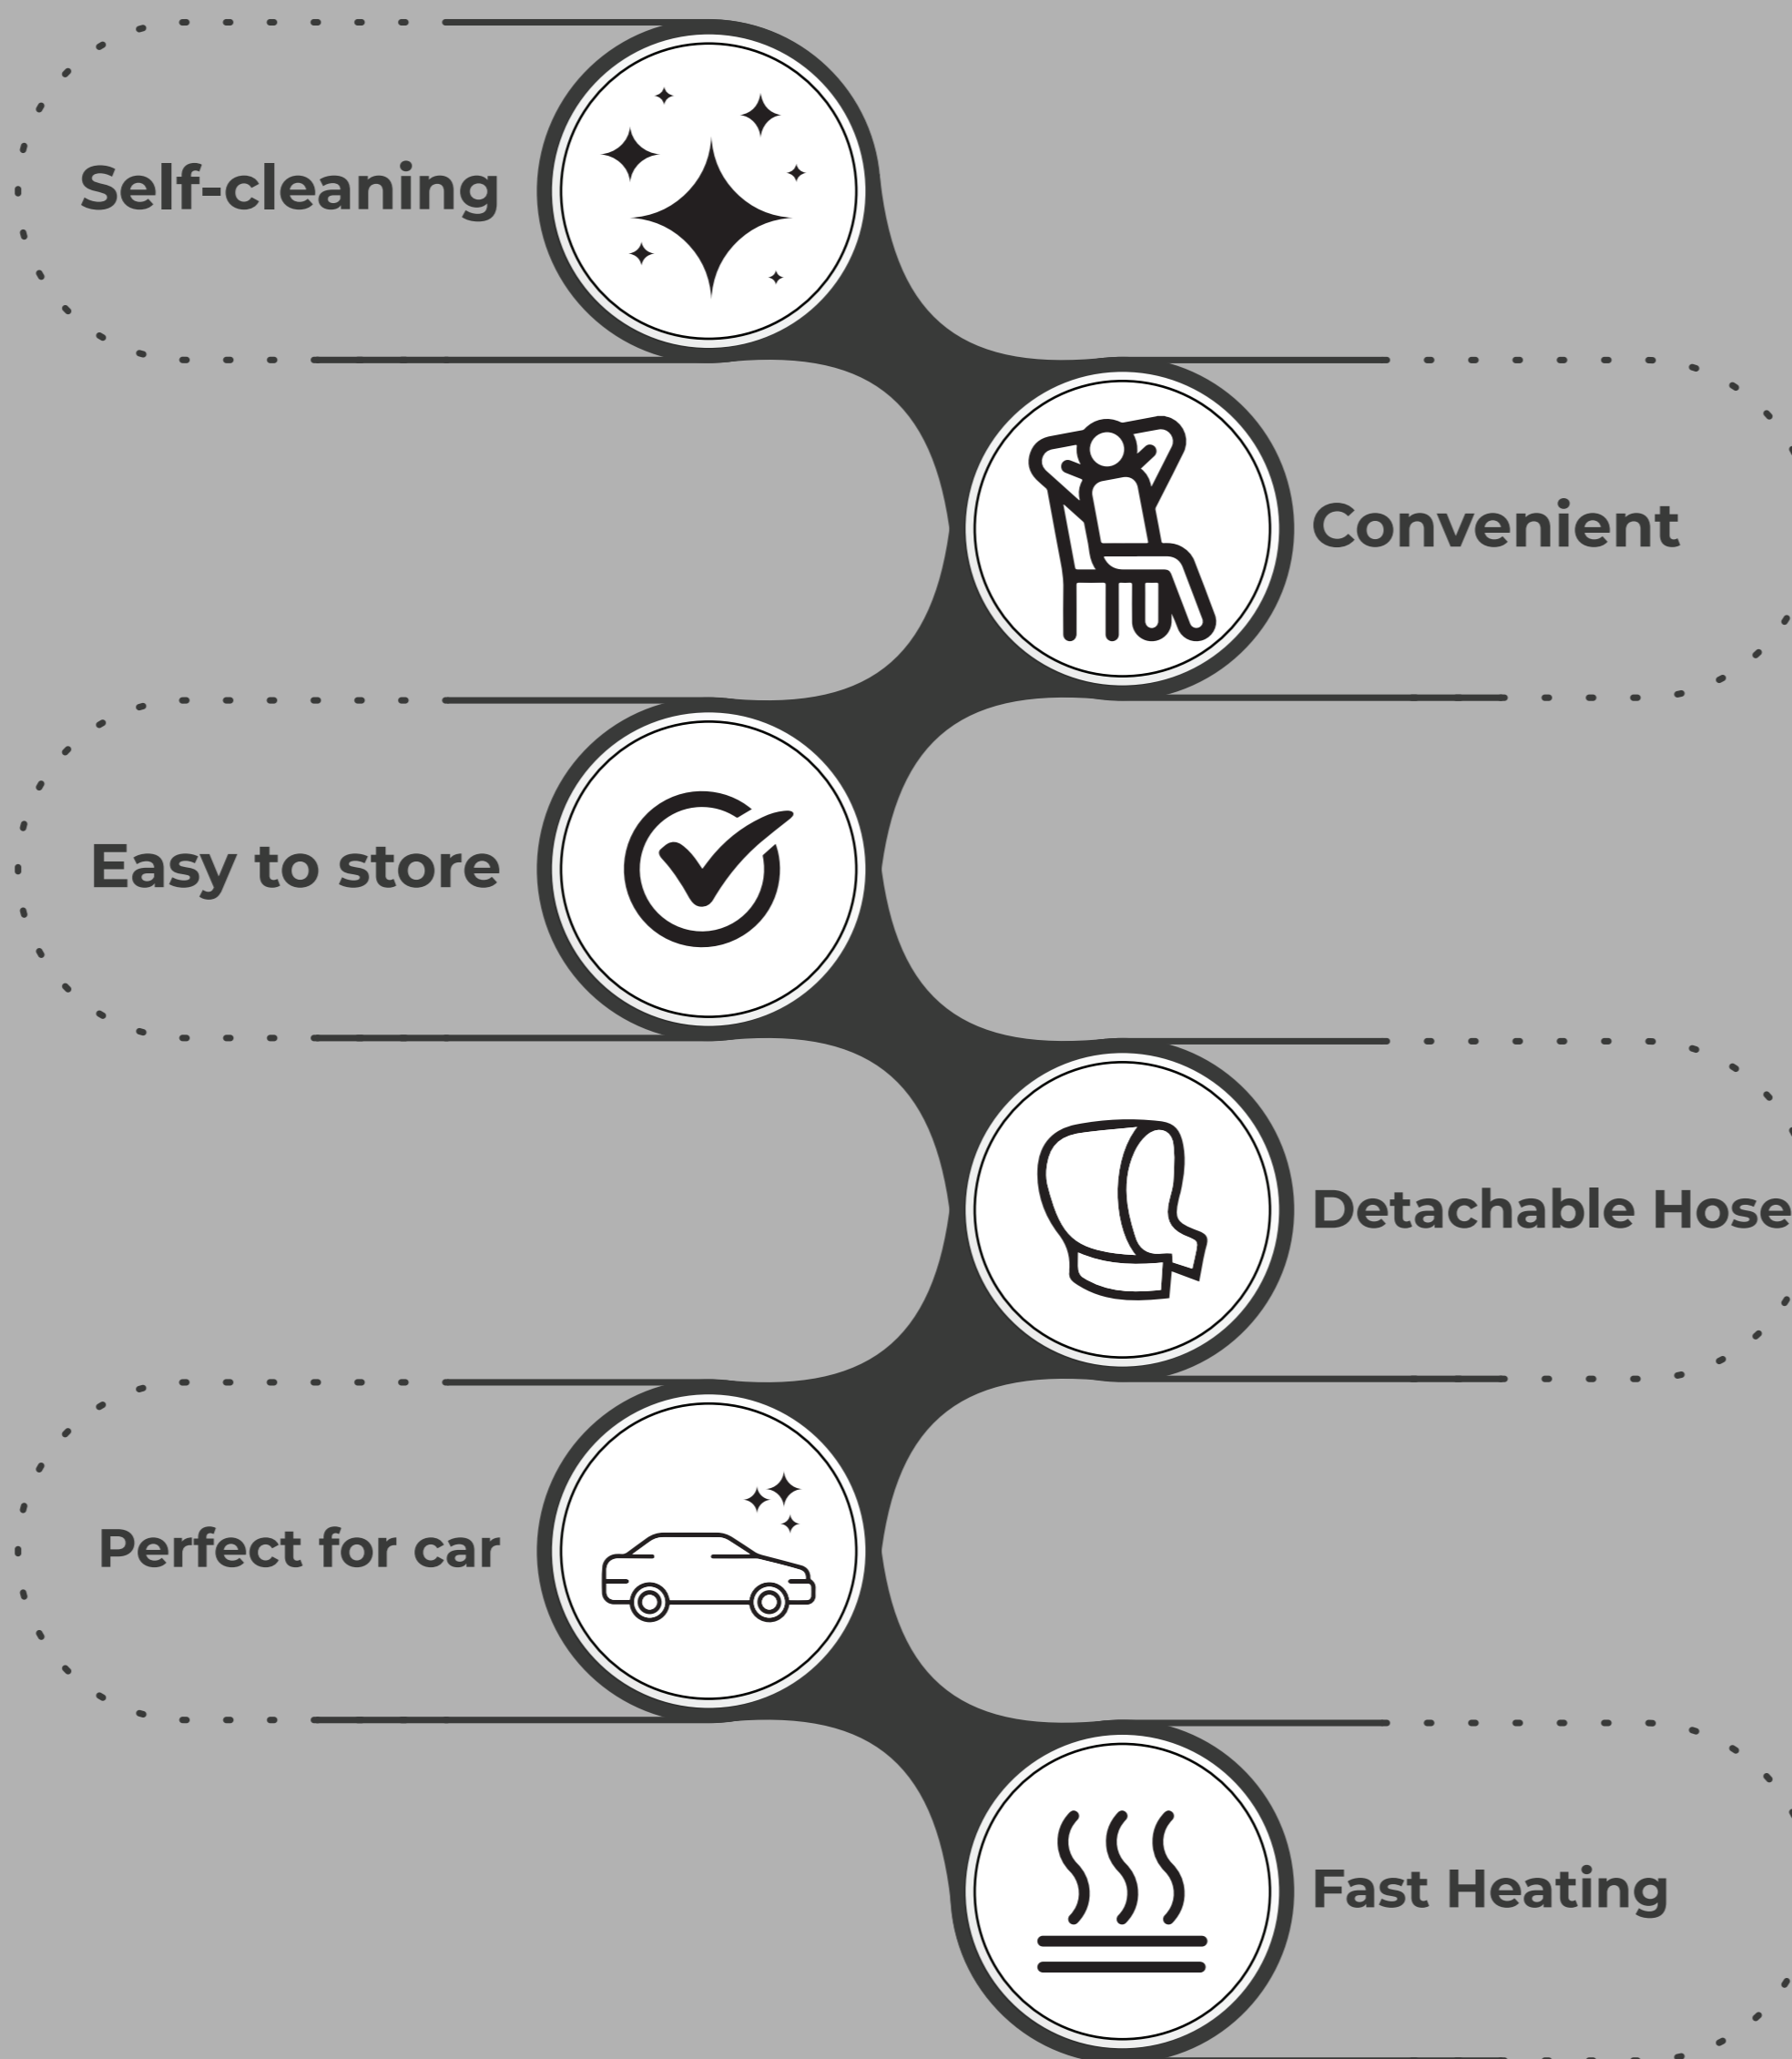 Self-cleaning
Convenient
Easy to store
Detachable Hose
Perfect for car
Fast Heating